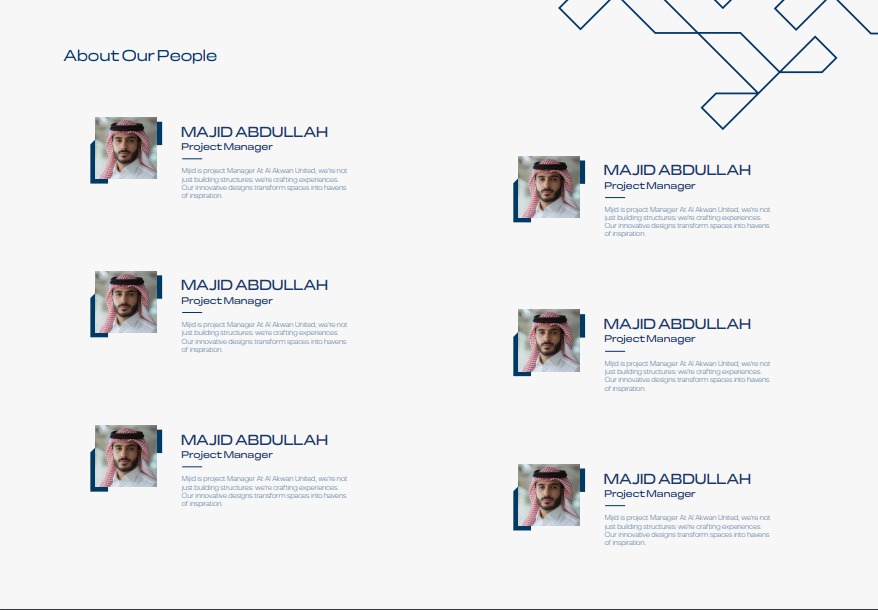 About Our People
MAJID ABDULLAH
Project Manager
Mijid is project Manager At Al Akwan United, we're not
just building structures: we're crafting experiences.
Our innovative designs transform spaces into havens
of inspiration.
MAJID ABDULLAH
Project Manager
Mijid is project Manager At Al Akwan United, we're not
just building structures: we're crafting experiences.
Our innovative designs transform spaces into havens
of inspiration.
MAJID ABDULLAH
Project Manager
Mijid is project Manager At Al Akwan United, we're not
just building structures: we're crafting experiences.
Our innovative designs transform spaces into havens
of inspiration.
MAJID ABDULLAH
Project Manager
Mijid is project Manager At Al Akwan United, we're not
just building structures: we're crafting experiences.
Our innovative designs transform spaces into havens
of inspiration.
MAJID ABDULLAH
Project Manager
Mijid is project Manager At Al Akwan United, we're not
just building structures: we're crafting experiences.
Our innovative designs transform spaces into havens
of inspiration.
MAJID ABDULLAH
Project Manager
Mijid is project Manager At Al Akwan United, we're not
just building structures: we're crafting experiences.
Our innovative designs transform spaces into havens
of inspiration.